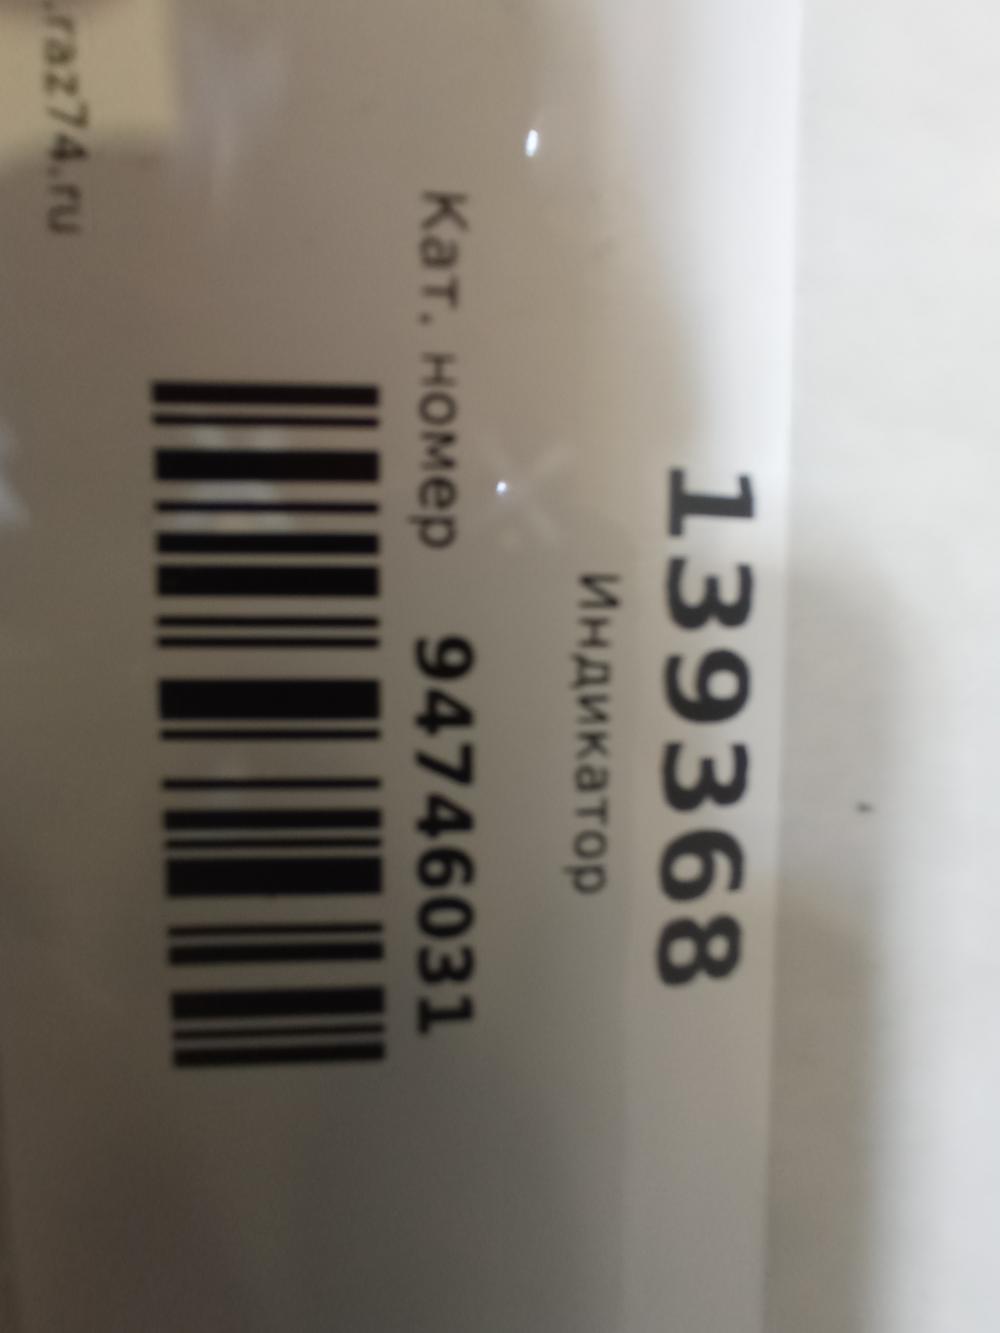 139368
Индикатор
Кат. номер 94746031
.raz74.ru